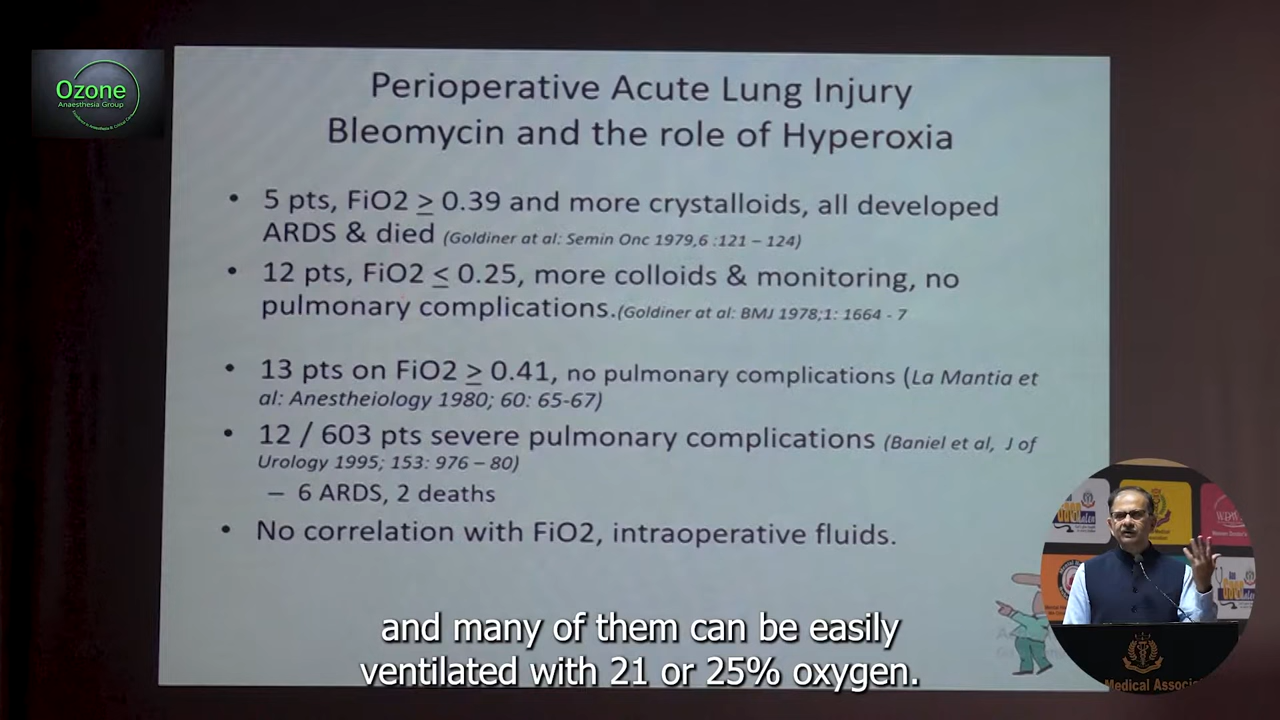 Ozone
Anaesthesia Group
Perioperative Acute Lung Injury
Bleomycin and the role of Hyperoxia
• 5 pts, FiO2 ≥ 0.39 and more crystalloids, all developed
ARDS & died (Goldiner at al: Semin Onc 1979,6 :121 – 124)
• 12 pts, FiO2 ≤ 0.25, more colloids & monitoring, no
pulmonary complications.(Goldiner at al: BMJ 1978;1: 1664 - 7
• 13 pts on FiO2 ≥ 0.41, no pulmonary complications (La Mantia et
al: Anestheiology 1980; 60: 65-67)
• 12 / 603 pts severe pulmonary complications (Baniel et al, J of
Urology 1995; 153: 976 – 80)
– 6 ARDS, 2 deaths
• No correlation with FiO2, intraoperative fluids.
and many of them can be easily
ventilated with 21 or 25% oxygen.
WDW
Medical Associ